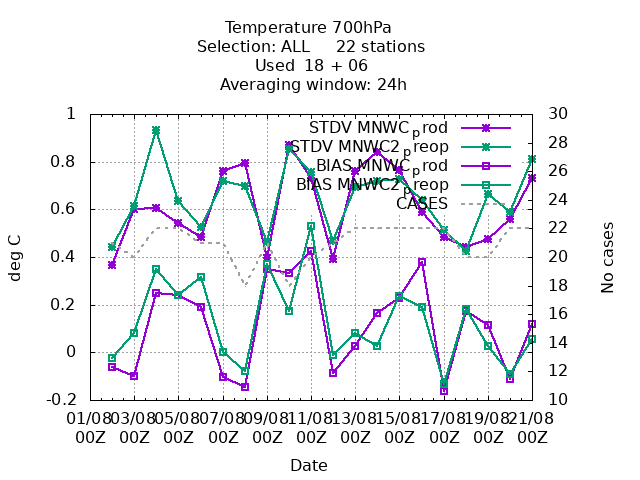 Temperature 700hPa
Selection: ALL     22 stations
Used  18 + 06
Averaging window: 24h
1
0.8
0.6
0.4
0.2
0
-0.2
deg C
30
28
26
24
22
20
18
16
14
12
10
No cases
STDV MNWC_prod
STDV MNWC2_preop
BIAS MNWC_prod
BIAS MNWC2_preop
CASES
01/08 03/08 05/08 07/08 09/08 11/08 13/08 15/08 17/08 19/08 21/08
00Z 00Z 00Z 00Z 00Z 00Z 00Z 00Z 00Z 00Z 00Z
Date